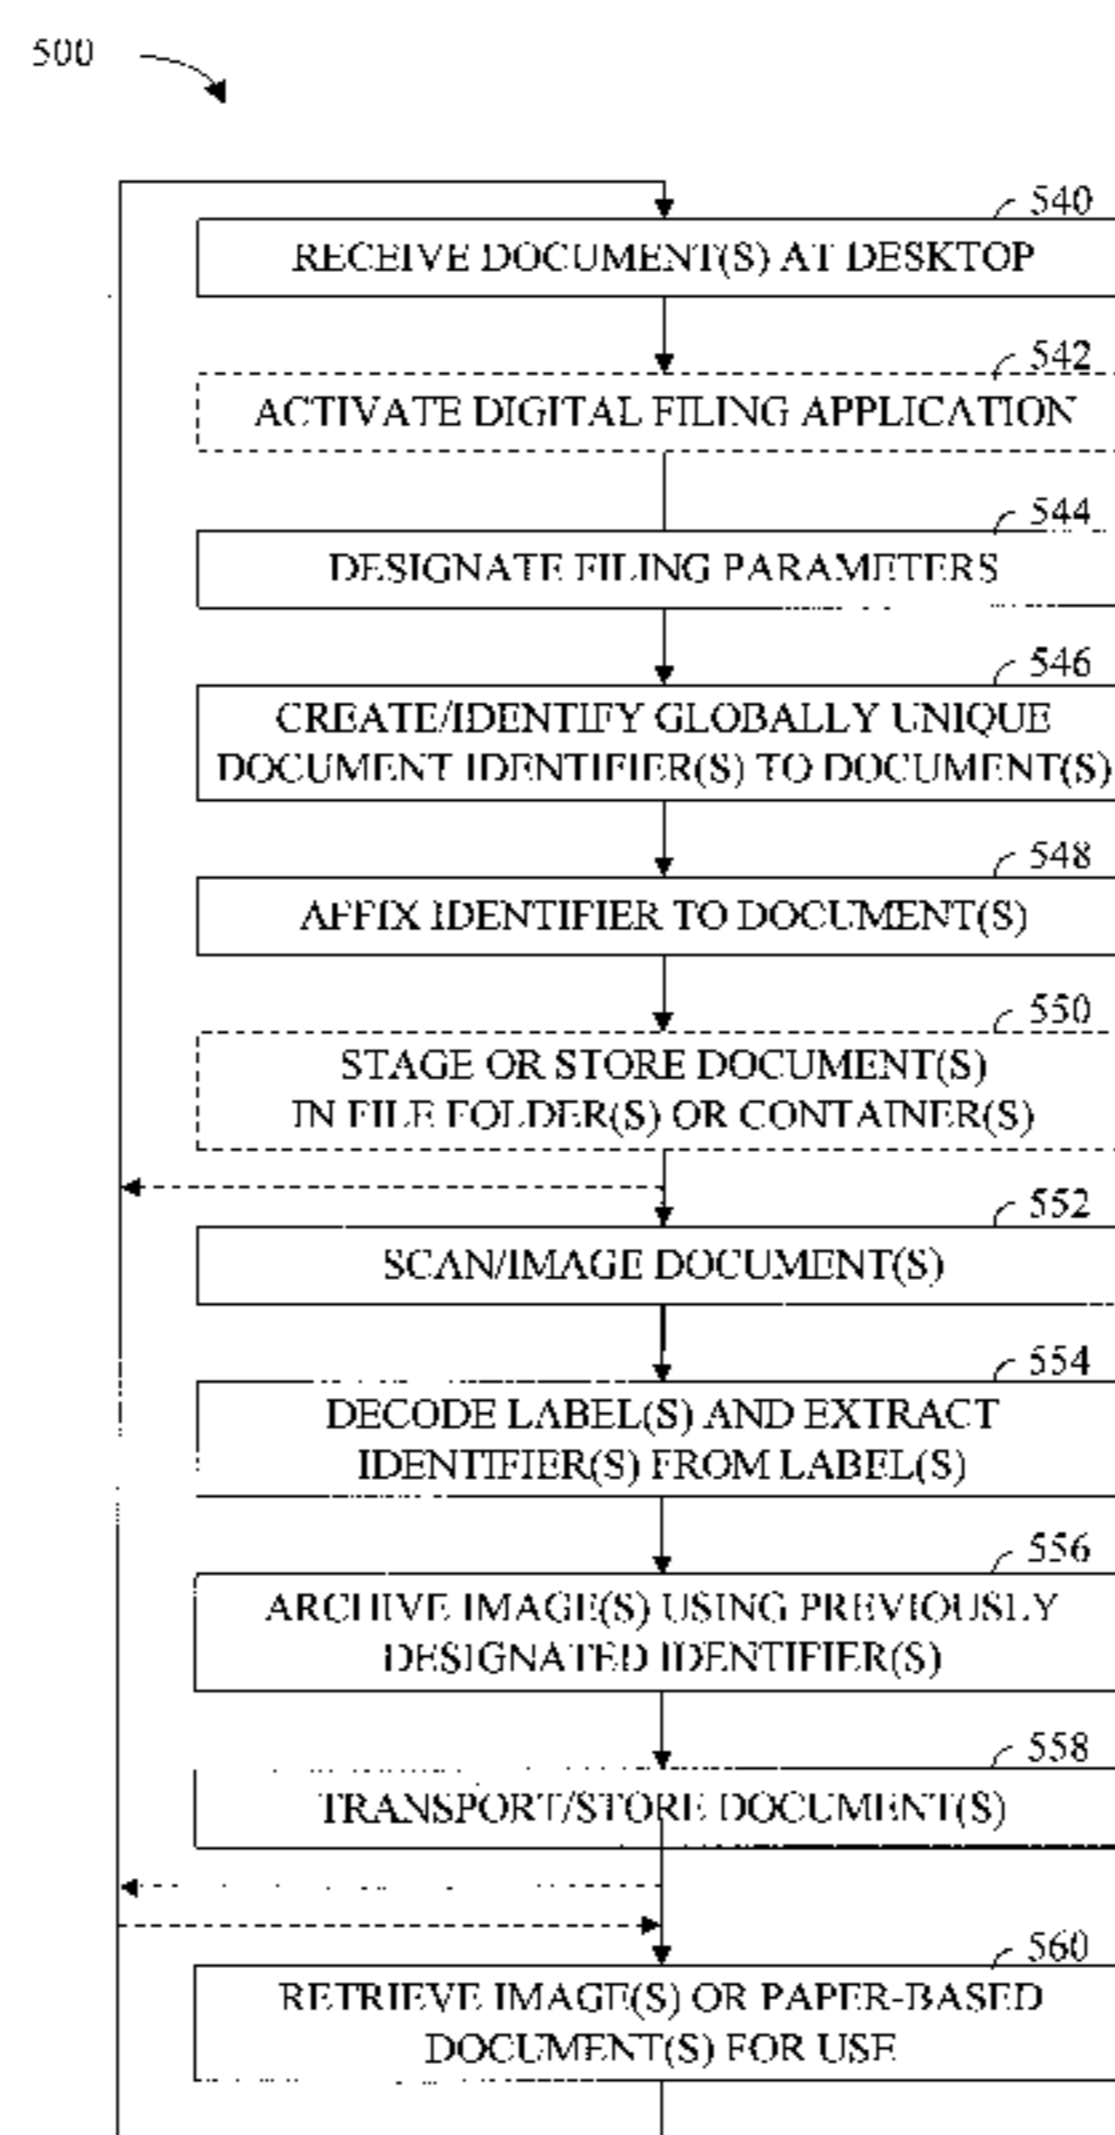 500
540
RECEIVE DOCUMENT(S) AT DESKTOP
542
ACTIVATE DIGITAL FILING APPLICATION
544
DESIGNATE FILING PARAMETERS
546
CREATE/IDENTIFY GLOBALLY UNIQUE
DOCUMENT IDENTIFIER(S) TO DOCUMENT(S)
548
AFFIX IDENTIFIER TO DOCUMENT(S)
550
STAGE OR STORE DOCUMENT(S)
IN FILE FOLDER(S) OR CONTAINER(S)
552
SCAN/IMAGE DOCUMENT(S)
554
DECODE LABEL(S) AND EXTRACT
IDENTIFIER(S) FROM LABEL(S)
556
ARCHIVE IMAGE(S) USING PREVIOUSLY
DESIGNATED IDENTIFIER(S)
558
TRANSPORT/STORE DOCUMENT(S)
560
RETRIEVE IMAGE(S) OR PAPER-BASED
DOCUMENT(S) FOR USE